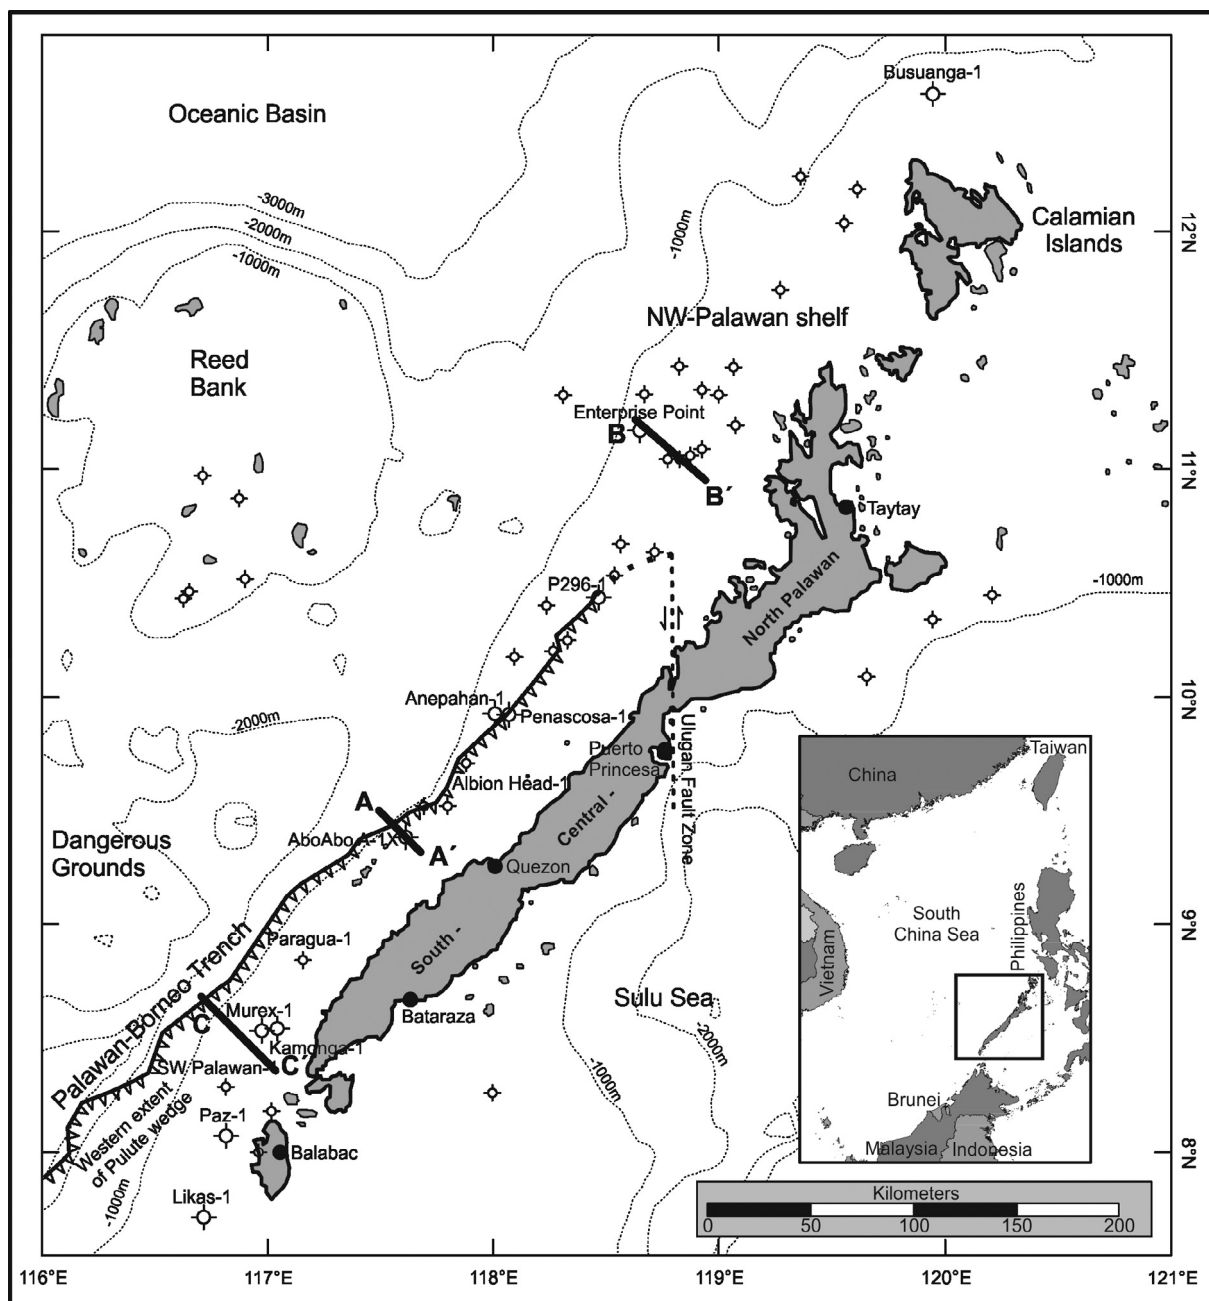 Busuanga-1
Oceanic Basin
-3000m
-2000m
-1000m
-1000m
Calamian
Islands
12°N
NW-Palawan shelf
Reed
Bank
Enterprise Point
B
B´
11°N
Taytay
P296-1
North Palawan
-1000m
Anepahan-1
Penascosa-1
10°N
-2000m
Puerto
Princesa
Ulugan Fault Zone
Albion Head-1
Central -
A
AboAbo A-1X
A´
Dangerous
Grounds
Quezon
9°N
Paragua-1
South -
Palawan-Borneo Trench
C
Murex-1
Bataraza
Sulu Sea
Kamonga-1
C´
SW Palawan-1
-2000m
-1000m
Western extent
of Pulute wedge
Paz-1
Balabac
8°N
-1000m
Likas-1
Taiwan
China
South
China Sea
Philippines
Vietnam
Brunei
Malaysia
Indonesia
Kilometers
0 50 100 150 200
116°E 117°E 118°E 119°E 120°E 121°E